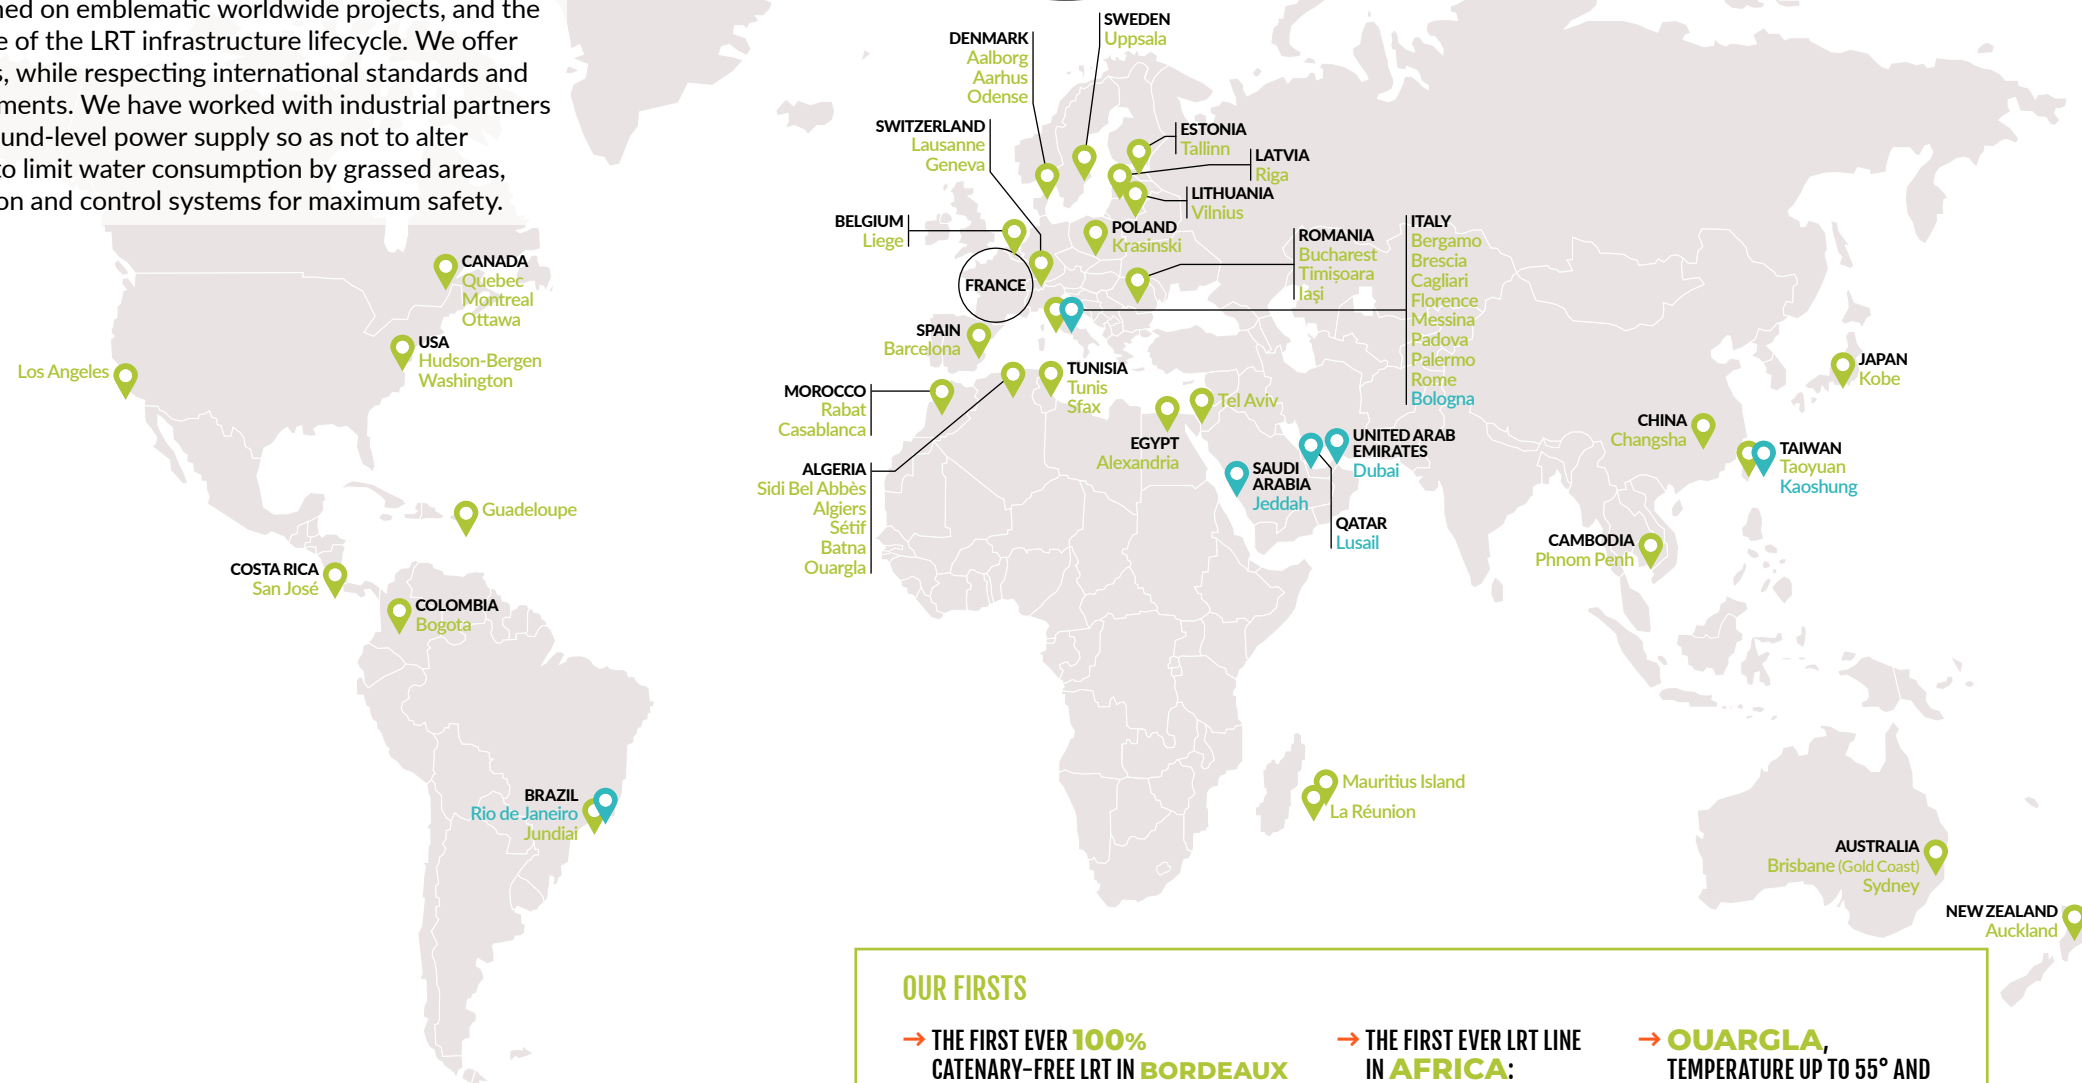 ned on emblematic worldwide projects, and the
e of the LRT infrastructure lifecycle. We offer
s, while respecting international standards and
ments. We have worked with industrial partners
und-level power supply so as not to alter
to limit water consumption by grassed areas,
on and control systems for maximum safety.
SWEDEN
Uppsala
DENMARK
Aalborg
Aarhus
Odense
SWITZERLAND
Lausanne
Geneva
ESTONIA
Tallinn
LATVIA
Riga
LITHUANIA
Vilnius
BELGIUM
Liege
POLAND
Krasinski
ROMANIA
Bucharest
Timișoara
Iași
ITALY
Bergamo
Brescia
Cagliari
Florence
Messina
Padova
Palermo
Rome
Bologna
FRANCE
SPAIN
Barcelona
CANADA
Quebec
Montreal
Ottawa
USA
Hudson-Bergen
Washington
Los Angeles
TUNISIA
Tunis
Sfax
MOROCCO
Rabat
Casablanca
ALGERIA
Sidi Bel Abbès
Algiers
Sétif
Batna
Ouargla
EGYPT
Alexandria
Tel Aviv
SAUDI
ARABIA
Jeddah
UNITED ARAB
EMIRATES
Dubai
QATAR
Lusail
JAPAN
Kobe
CHINA
Changsha
TAIWAN
Taoyuan
Kaoshung
CAMBODIA
Phnom Penh
Guadeloupe
COSTA RICA
San José
COLOMBIA
Bogota
BRAZIL
Rio de Janeiro
Jundiai
Mauritius Island
La Réunion
AUSTRALIA
Brisbane (Gold Coast)
Sydney
NEW ZEALAND
Auckland
OUR FIRSTS
→ THE FIRST EVER 100%
CATENARY-FREE LRT IN BORDEAUX
→ THE FIRST EVER LRT LINE
IN AFRICA:
→ OUARGLA,
TEMPERATURE UP TO 55° AND